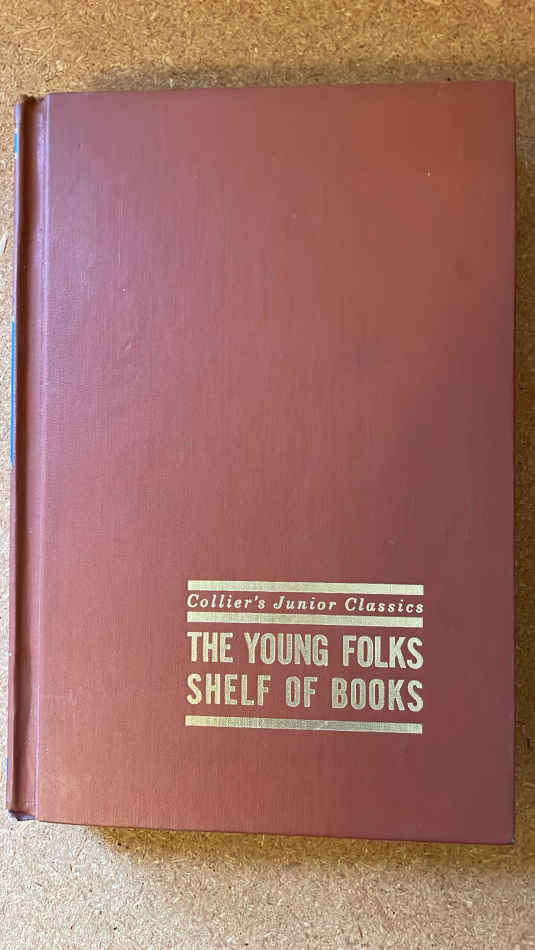 Collier's Junior Classics
THE YOUNG FOLKS
SHELF OF BOOKS